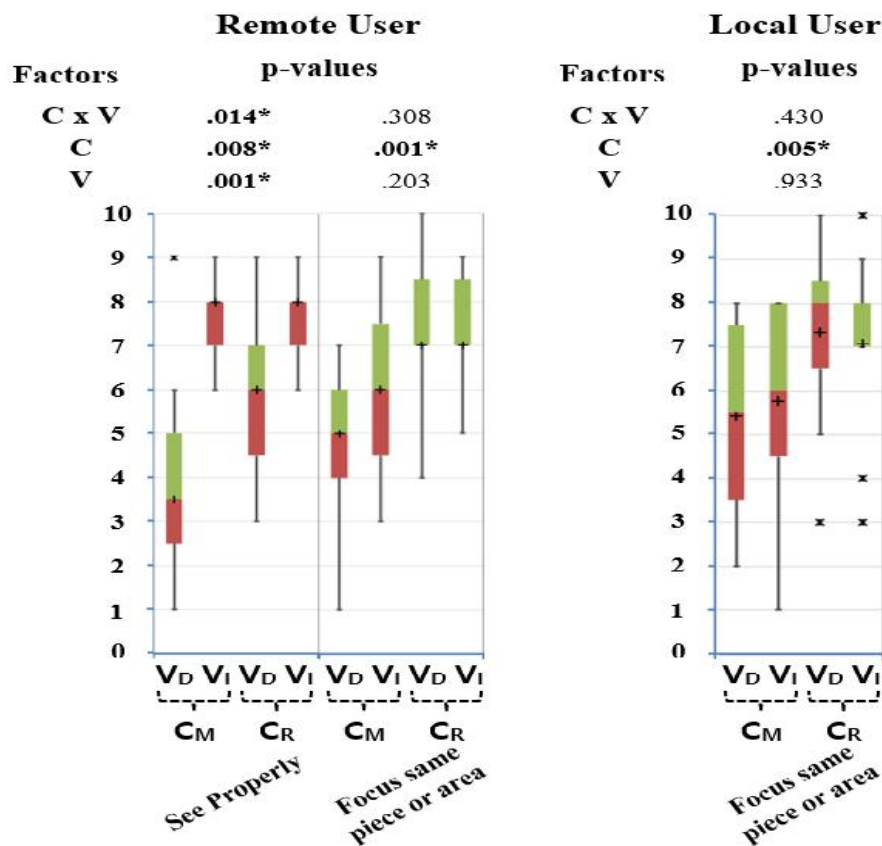 Remote User Local User
Factors p-values Factors p-values
C x V .014* .308 C x V .430
C .008* .001* C .005*
V .001* .203 V .933
10 10
9 9
8 8
7 7
6 6
5 5
4 4
3 3
2 2
1 1
0 0
VD VI VD VI VD VI VD VI VD VI VD VI
CM CR CM CR CM CR
See Properly Focus same piece or area Focus same piece or area